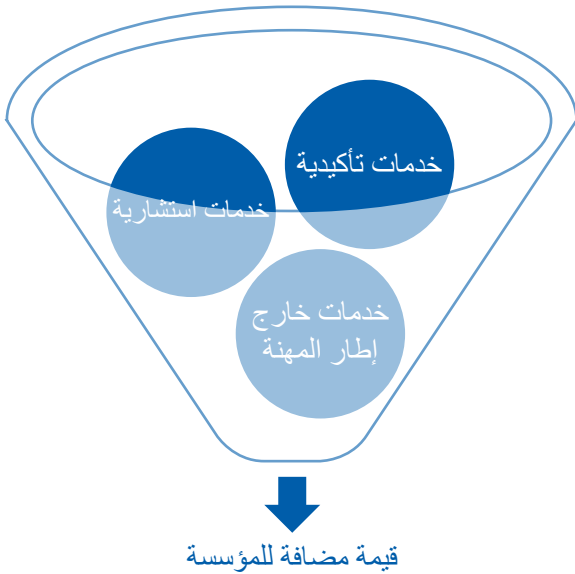 خدمات تأكيدية
خدمات استشارية
خدمات خارج
إطار المهنة
قيمة مضافة للمؤسسة